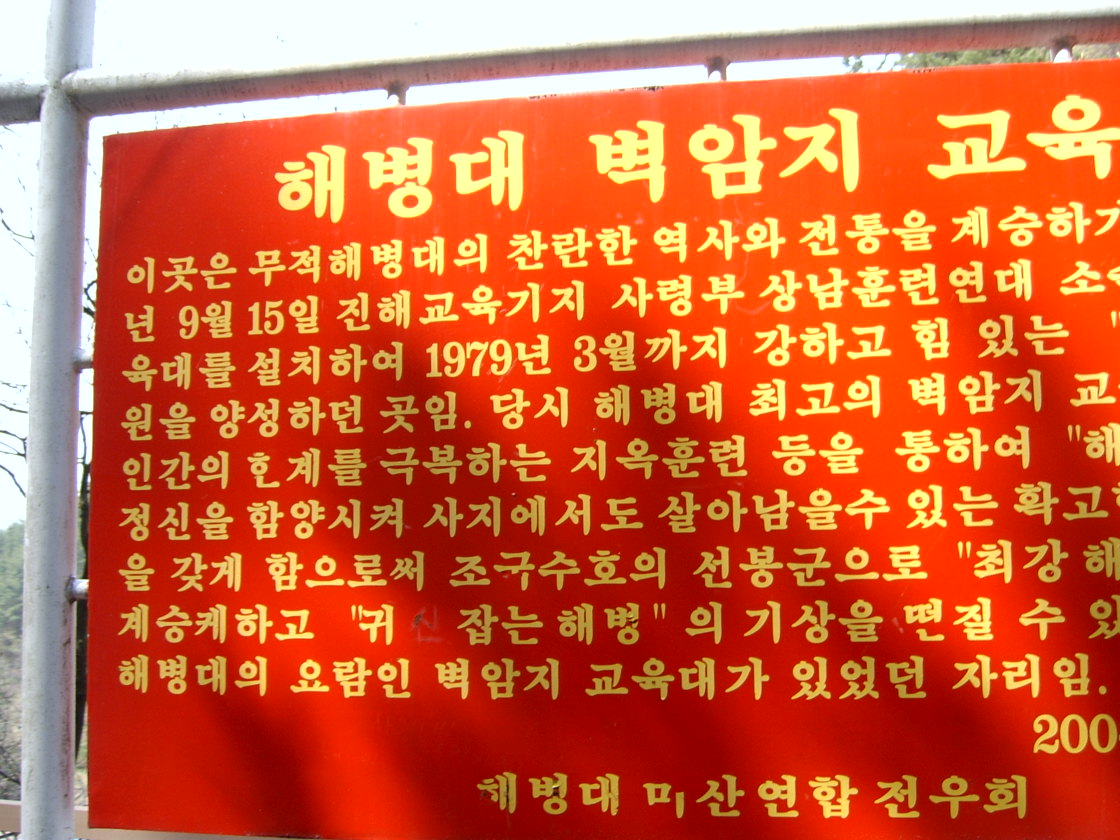 해병대 벽암지 교육
이곳은 무적해병대의 찬란한 역사와 전통을 계승하기
년 9월 15일 진해교육기지 사령부 상남훈련연대 소
육대를 설치하여 1979년 3월까지 강하고 힘 있는 "
원을 양성하던 곳임. 당시 해병대 최고의 벽암지 교
인간의 한계를 극복하는 지옥훈련 등을 통하여 "해
정신을 함양시켜 사지에서도 살아남을수 있는 확고
을 갖게 함으로써 조국수호의 선봉군으로 "최강 해
계승케하고 "귀신 잡는 해병" 의 기상을 떤질 수 있
해병대의 요람인 벽암지 교육대가 있었던 자리임.
200
해병대 마산연합 전우회